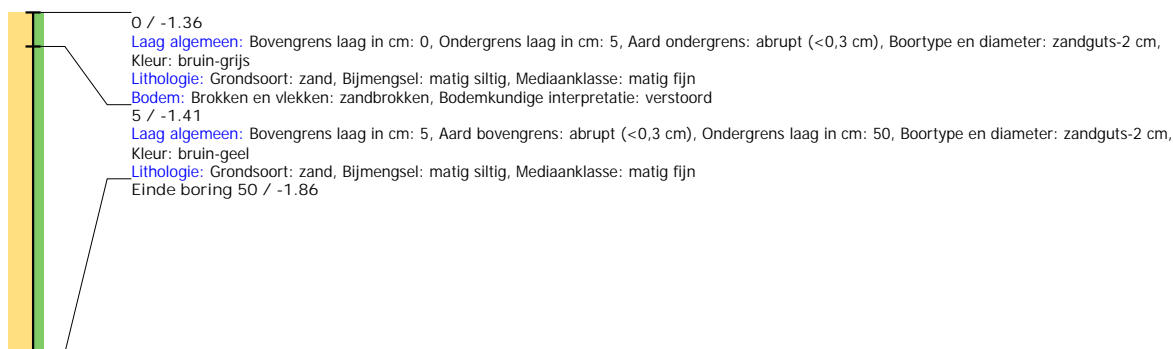 0 / -1.36
Laag algemeen: Bovengrens laag in cm: 0, Ondergrens laag in cm: 5, Aard ondergrens: abrupt (<0,3 cm), Boortype en diameter: zandguts-2 cm,
Kleur: bruin-grijs
Lithologie: Grondsoort: zand, Bijmengsel: matig siltig, Mediaanklasse: matig fijn
Bodem: Brokken en vlekken: zandbrokken, Bodemkundige interpretatie: verstoord
5 / -1.41
Laag algemeen: Bovengrens laag in cm: 5, Aard bovengrens: abrupt (<0,3 cm), Ondergrens laag in cm: 50, Boortype en diameter: zandguts-2 cm,
Kleur: bruin-geel
Lithologie: Grondsoort: zand, Bijmengsel: matig siltig, Mediaanklasse: matig fijn
Einde boring 50 / -1.86